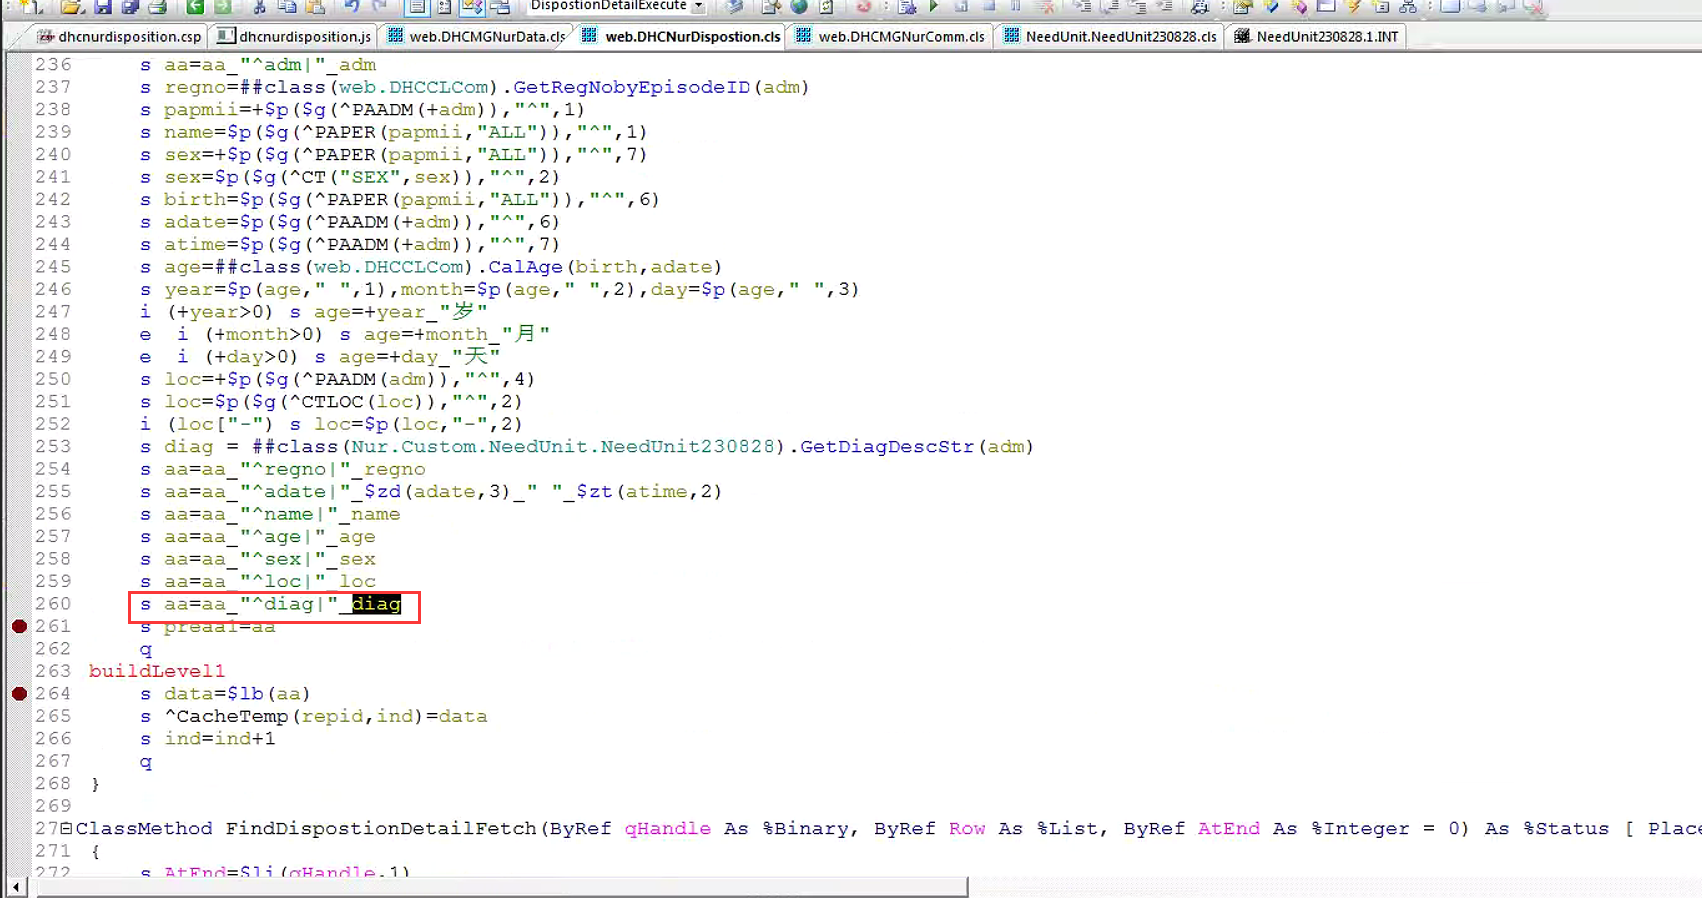 DispostionDetailExecute
dhcnurdisposition.csp dhcnurdisposition.js web.DHCMGNurData.cls web.DHCNurDispostion.cls web.DHCMGNurComm.cls NeedUnit.NeedUnit230828.cls NeedUnit230828.1.INT
236 s aa=aa_"^adm|"_adm
237 s regno=##class(web.DHCCLCom).GetRegNobyEpisodeID(adm)
238 s papmii=+$p($g(^PAADM(+adm)),"^",1)
239 s name=$p($g(^PAPER(papmii,"ALL")),"^",1)
240 s sex=+$p($g(^PAPER(papmii,"ALL")),"^",7)
241 s sex=$p($g(^CT("SEX",sex)),"^",2)
242 s birth=$p($g(^PAPER(papmii,"ALL")),"^",6)
243 s adate=$p($g(^PAADM(+adm)),"^",6)
244 s atime=$p($g(^PAADM(+adm)),"^",7)
245 s age=##class(web.DHCCLCom).CalAge(birth,adate)
246 s year=$p(age," ",1),month=$p(age," ",2),day=$p(age," ",3)
247 i (+year>0) s age=+year_"岁"
248 e  i (+month>0) s age=+month_"月"
249 e  i (+day>0) s age=+day_"天"
250 s loc=+$p($g(^PAADM(adm)),"^",4)
251 s loc=$p($g(^CTLOC(loc)),"^",2)
252 i (loc["-") s loc=$p(loc,"-",2)
253 s diag = ##class(Nur.Custom.NeedUnit.NeedUnit230828).GetDiagDescStr(adm)
254 s aa=aa_"^regno|"_regno
255 s aa=aa_"^adate|"_$zd(adate,3)_" "_$zt(atime,2)
256 s aa=aa_"^name|"_name
257 s aa=aa_"^age|"_age
258 s aa=aa_"^sex|"_sex
259 s aa=aa_"^loc|"_loc
260 s aa=aa_"^diag|"_diag
261 s preaa1=aa
262 q
263 buildLevel1
264 s data=$lb(aa)
265 s ^CacheTemp(repid,ind)=data
266 s ind=ind+1
267 q
268 }
269
270 ClassMethod FindDispostionDetailFetch(ByRef qHandle As %Binary, ByRef Row As %List, ByRef AtEnd As %Integer = 0) As %Status [ Place
271 {
272 s AtEnd=$li(qHandle,1)